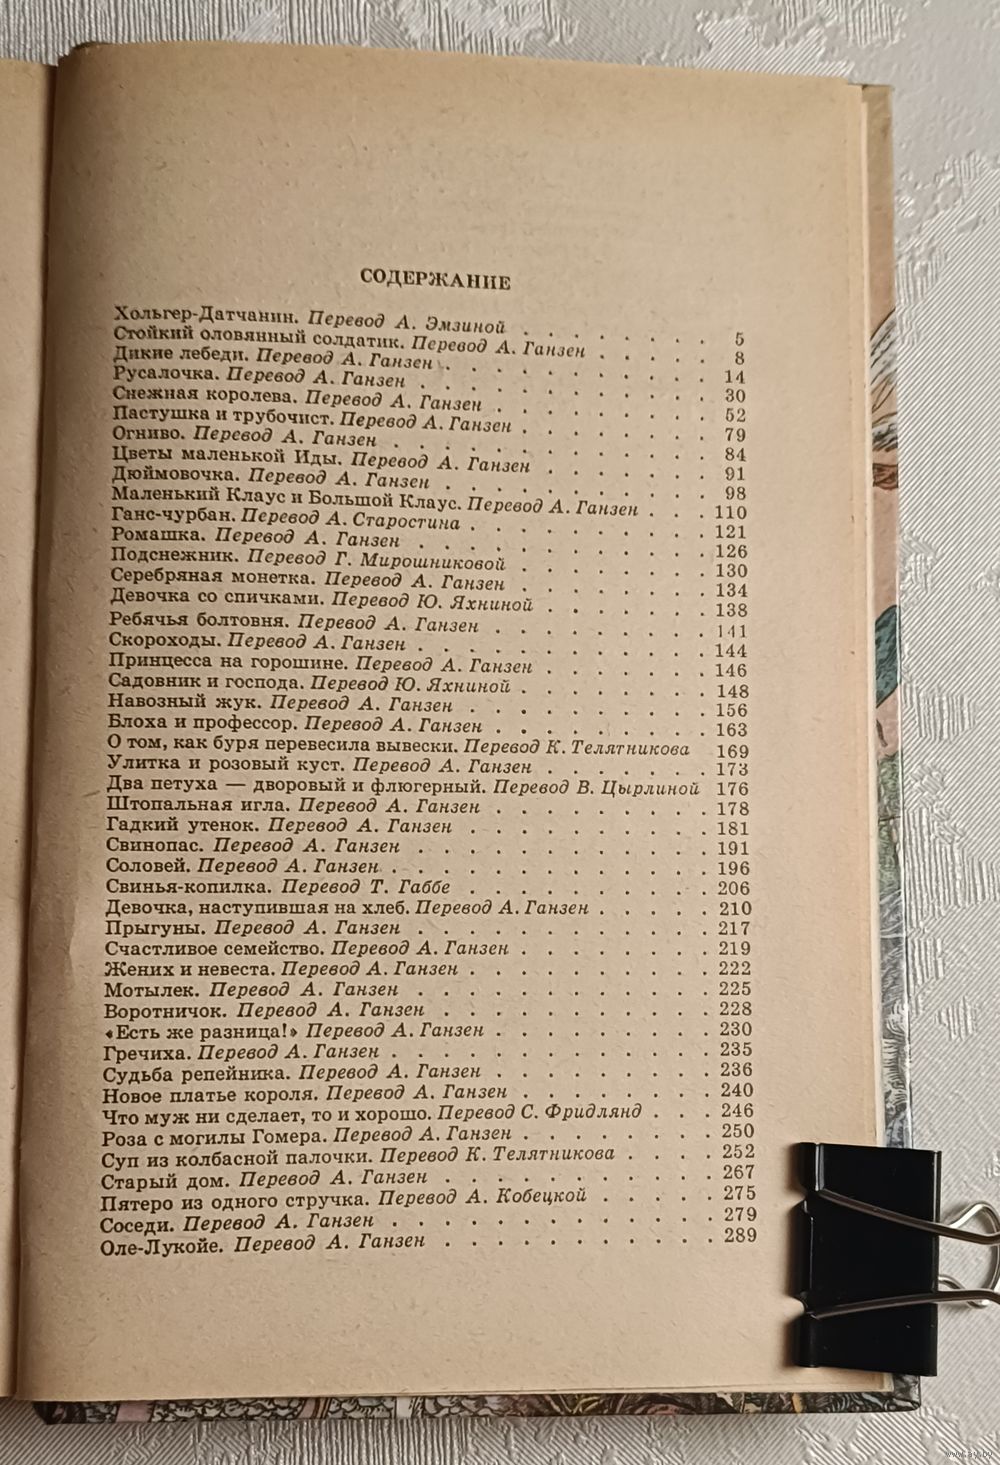 СОДЕРЖАНИЕ
Хольгер-Датчанин. Перевод А. Эмзиной . . . . . . . . 5
Стойкий оловянный солдатик. Перевод А. Ганзен . . . . . 8
Дикие лебеди. Перевод А. Ганзен . . . . . . . . . . 14
Русалочка. Перевод А. Ганзен . . . . . . . . . . . 30
Снежная королева. Перевод А. Ганзен . . . . . . . . 52
Пастушка и трубочист. Перевод А. Ганзен . . . . . . . 79
Огниво. Перевод А. Ганзен . . . . . . . . . . . . 84
Цветы маленькой Иды. Перевод А. Ганзен . . . . . . . 91
Дюймовочка. Перевод А. Ганзен . . . . . . . . . . 98
Маленький Клаус и Большой Клаус. Перевод А. Ганзен . . . 110
Ганс-чурбан. Перевод А. Старостина . . . . . . . . . 121
Ромашка. Перевод А. Ганзен . . . . . . . . . . . 126
Подснежник. Перевод Г. Мирошниковой . . . . . . . . 130
Серебряная монетка. Перевод А. Ганзен . . . . . . . 134
Девочка со спичками. Перевод Ю. Яхниной . . . . . . . 138
Ребячья болтовня. Перевод А. Ганзен . . . . . . . . 141
Скороходы. Перевод А. Ганзен . . . . . . . . . . . 144
Принцесса на горошине. Перевод А. Ганзен . . . . . . . 146
Садовник и господа. Перевод Ю. Яхниной . . . . . . . . 148
Навозный жук. Перевод А. Ганзен . . . . . . . . . . 156
Блоха и профессор. Перевод А. Ганзен . . . . . . . . 163
О том, как буря перевесила вывески. Перевод К. Телятникова 169
Улитка и розовый куст. Перевод А. Ганзен . . . . . . . 173
Два петуха — дворовый и флюгерный. Перевод В. Цырлиной 176
Штопальная игла. Перевод А. Ганзен . . . . . . . . . 178
Гадкий утенок. Перевод А. Ганзен . . . . . . . . . . 181
Свинопас. Перевод А. Ганзен . . . . . . . . . . . . 191
Соловей. Перевод А. Ганзен . . . . . . . . . . . . . 196
Свинья-копилка. Перевод Т. Габбе . . . . . . . . . . 206
Девочка, наступившая на хлеб. Перевод А. Ганзен . . . . . 210
Прыгуны. Перевод А. Ганзен . . . . . . . . . . . . 217
Счастливое семейство. Перевод А. Ганзен . . . . . . . . 219
Жених и невеста. Перевод А. Ганзен . . . . . . . . . . 222
Мотылек. Перевод А. Ганзен . . . . . . . . . . . . 225
Воротничок. Перевод А. Ганзен . . . . . . . . . . . 228
«Есть же разница!» Перевод А. Ганзен . . . . . . . . . 230
Гречиха. Перевод А. Ганзен . . . . . . . . . . . . . 235
Судьба репейника. Перевод А. Ганзен . . . . . . . . . 236
Новое платье короля. Перевод А. Ганзен . . . . . . . . 240
Что муж ни сделает, то и хорошо. Перевод С. Фридлянд . . . 246
Роза с могилы Гомера. Перевод А. Ганзен . . . . . . . . 250
Суп из колбасной палочки. Перевод К. Телятникова . . . . 252
Старый дом. Перевод А. Ганзен . . . . . . . . . . . 267
Пятеро из одного стручка. Перевод А. Кобецкой . . . . . 275
Соседи. Перевод А. Ганзен . . . . . . . . . . . . . 279
Оле-Лукойе. Перевод А. Ганзен . . . . . . . . . . . 289
www.ay.by